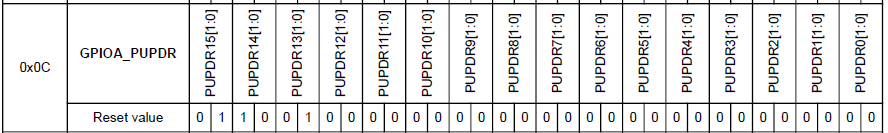 0x0C GPIOA_PUPDR PUPDR15[1:0] PUPDR14[1:0] PUPDR13[1:0] PUPDR12[1:0] PUPDR11[1:0] PUPDR10[1:0] PUPDR9[1:0] PUPDR8[1:0] PUPDR7[1:0] PUPDR6[1:0] PUPDR5[1:0] PUPDR4[1:0] PUPDR3[1:0] PUPDR2[1:0] PUPDR1[1:0] PUPDR0[1:0]
Reset value 0 1 1 0 0 1 0 0 0 0 0 0 0 0 0 0 0 0 0 0 0 0 0 0 0 0 0 0 0 0 0 0